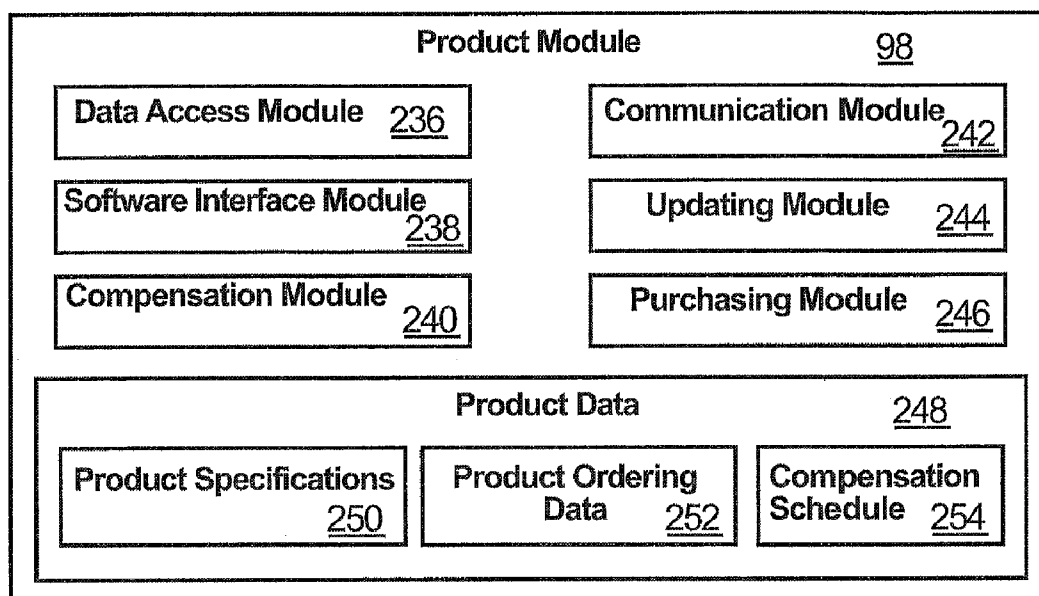 Product Module 98
Data Access Module 236
Communication Module 242
Software Interface Module 238
Updating Module 244
Compensation Module 240
Purchasing Module 246
Product Data 248
Product Specifications
250
Product Ordering
Data 252
Compensation
Schedule 254